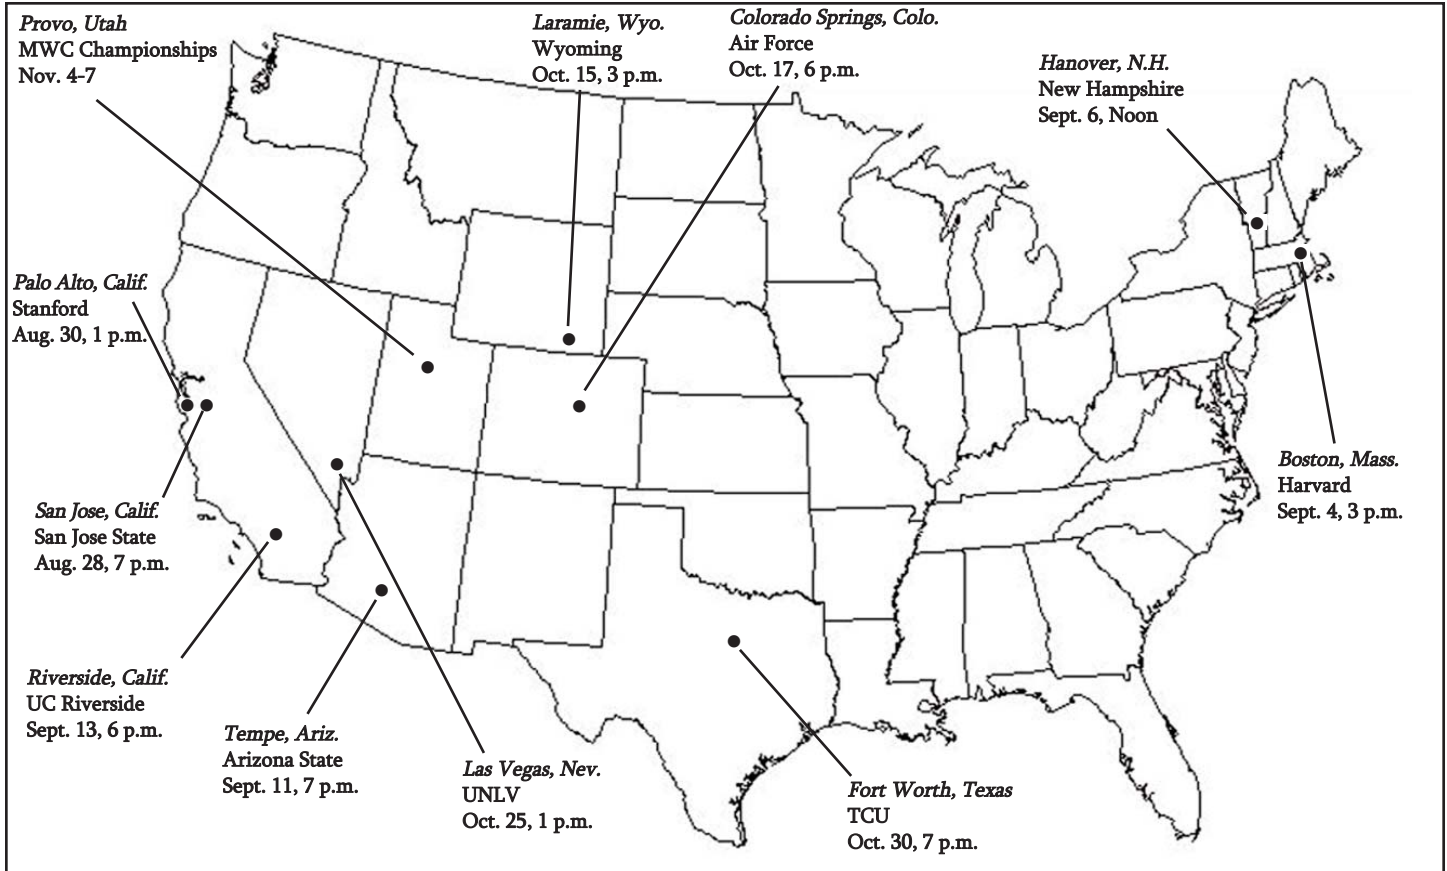 Provo, Utah
MWC Championships
Nov. 4-7
Laramie, Wyo.
Wyoming
Oct. 15, 3 p.m.
Colorado Springs, Colo.
Air Force
Oct. 17, 6 p.m.
Hanover, N.H.
New Hampshire
Sept. 6, Noon
Palo Alto, Calif.
Stanford
Aug. 30, 1 p.m.
San Jose, Calif.
San Jose State
Aug. 28, 7 p.m.
Boston, Mass.
Harvard
Sept. 4, 3 p.m.
Riverside, Calif.
UC Riverside
Sept. 13, 6 p.m.
Tempe, Ariz.
Arizona State
Sept. 11, 7 p.m.
Las Vegas, Nev.
UNLV
Oct. 25, 1 p.m.
Fort Worth, Texas
TCU
Oct. 30, 7 p.m.